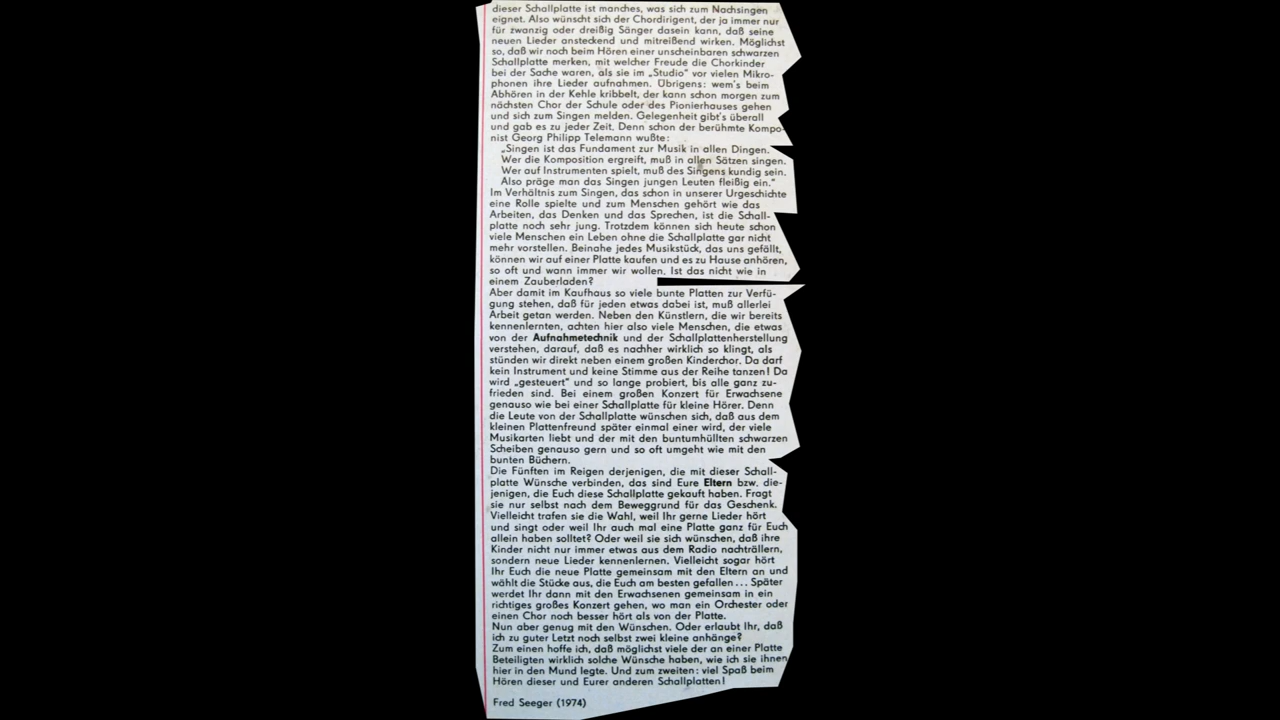 dieser Schallplatte ist manches, was sich zum Nachsingen
eignet. Also wünscht sich der Chordirigent, der ja immer nur
für zwanzig oder dreißig Sänger dasein kann, daß seine
neuen Lieder ansteckend und mitreißend wirken. Möglichst
so, daß wir noch beim Hören einer unscheinbaren schwarzen
Schallplatte merken, mit welcher Freude die Chorkinder
bei der Sache waren, als sie im „Studio" vor vielen Mikro-
phonen ihre Lieder aufnahmen. Übrigens: wem's beim
Abhören in der Kehle kribbelt, der kann schon morgen zum
nächsten Chor der Schule oder des Pionierhauses gehen
und sich zum Singen melden. Gelegenheit gibt's überall
und gab es zu jeder Zeit. Denn schon der berühmte Kompo-
nist Georg Philipp Telemann wußte:
„Singen ist das Fundament zur Musik in allen Dingen.
Wer die Komposition ergreift, muß in allen Sätzen singen.
Wer auf Instrumenten spielt, muß des Singens kundig sein.
Also präge man das Singen jungen Leuten fleißig ein."
Im Verhältnis zum Singen, das schon in unserer Urgeschichte
eine Rolle spielte und zum Menschen gehört wie das
Arbeiten, das Denken und das Sprechen, ist die Schall-
platte noch sehr jung. Trotzdem können sich heute schon
viele Menschen ein Leben ohne die Schallplatte gar nicht
mehr vorstellen. Beinahe jedes Musikstück, das uns gefällt,
können wir auf einer Platte kaufen und es zu Hause anhören,
so oft und wann immer wir wollen. Ist das nicht wie in
einem Zauberladen?
Aber damit im Kaufhaus so viele bunte Platten zur Verfü-
gung stehen, daß für jeden etwas dabei ist, muß allerlei
Arbeit getan werden. Neben den Künstlern, die wir bereits
kennenlernten, achten hier also viele Menschen, die etwas
von der Aufnahmetechnik und der Schallplattenherstellung
verstehen, darauf, daß es nachher wirklich so klingt, als
stünden wir direkt neben einem großen Kinderchor. Da darf
kein Instrument und keine Stimme aus der Reihe tanzen! Da
wird „gesteuert" und so lange probiert, bis alle ganz zu-
frieden sind. Bei einem großen Konzert für Erwachsene
genauso wie bei einer Schallplatte für kleine Hörer. Denn
die Leute von der Schallplatte wünschen sich, daß aus dem
kleinen Plattenfreund später einmal einer wird, der viele
Musikarten liebt und der mit den buntumhüllten schwarzen
Scheiben genauso gern und so oft umgeht wie mit den
bunten Büchern.
Die Fünften im Reigen derjenigen, die mit dieser Schall-
platte Wünsche verbinden, das sind Eure Eltern bzw. die-
jenigen, die Euch diese Schallplatte gekauft haben. Fragt
sie nur selbst nach dem Beweggrund für das Geschenk.
Vielleicht trafen sie die Wahl, weil Ihr gerne Lieder hört
und singt oder weil Ihr auch mal eine Platte ganz für Euch
allein haben solltet? Oder weil sie sich wünschen, daß ihre
Kinder nicht nur immer etwas aus dem Radio nachträllern,
sondern neue Lieder kennenlernen. Vielleicht sogar hört
Ihr Euch die neue Platte gemeinsam mit den Eltern an und
wählt die Stücke aus, die Euch am besten gefallen... Später
werdet Ihr dann mit den Erwachsenen gemeinsam in ein
richtiges großes Konzert gehen, wo man ein Orchester oder
einen Chor noch besser hört als von der Platte.
Nun aber genug mit den Wünschen. Oder erlaubt Ihr, daß
ich zu guter Letzt noch selbst zwei kleine anhänge?
Zum einen hoffe ich, daß möglichst viele der an einer Platte
Beteiligten wirklich solche Wünsche haben, wie ich sie ihnen
hier in den Mund legte. Und zum zweiten: viel Spaß beim
Hören dieser und Eurer anderen Schallplatten!
Fred Seeger (1974)